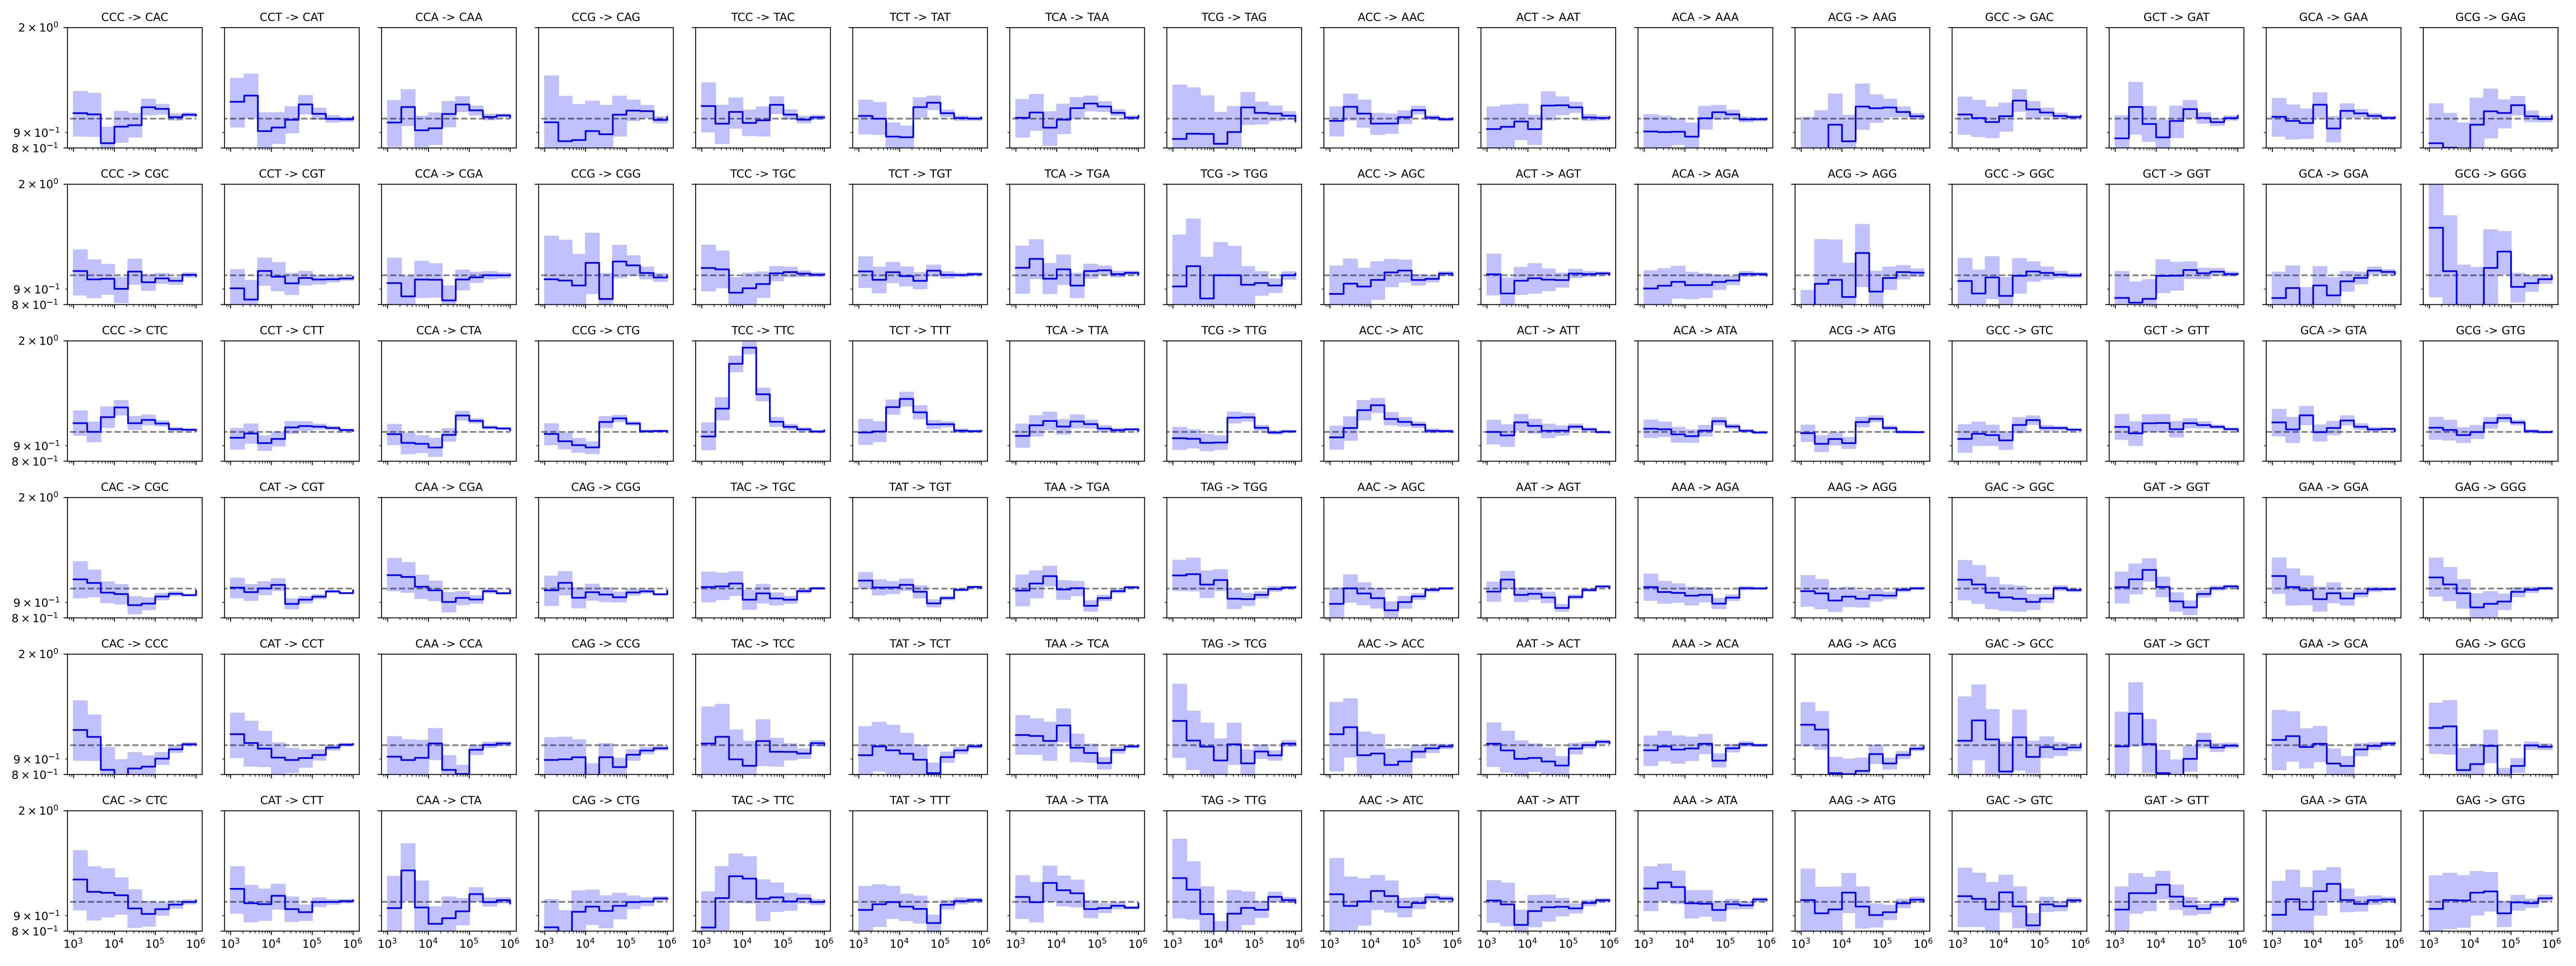 CCC -> CAC CCT -> CAT CCA -> CAA CCG -> CAG TCC -> TAC TCT -> TAT TCA -> TAA TCG -> TAG ACC -> AAC ACT -> AAT ACA -> AAA ACG -> AAG GCC -> GAC GCT -> GAT GCA -> GAA GCG -> GAG
2 × 10⁰
9 × 10⁻¹
8 × 10⁻¹
CCC -> CGC CCT -> CGT CCA -> CGA CCG -> CGG TCC -> TGC TCT -> TGT TCA -> TGA TCG -> TGG ACC -> AGC ACT -> AGT ACA -> AGA ACG -> AGG GCC -> GGC GCT -> GGT GCA -> GGA GCG -> GGG
2 × 10⁰
9 × 10⁻¹
8 × 10⁻¹
CCC -> CTC CCT -> CTT CCA -> CTA CCG -> CTG TCC -> TTC TCT -> TTT TCA -> TTA TCG -> TTG ACC -> ATC ACT -> ATT ACA -> ATA ACG -> ATG GCC -> GTC GCT -> GTT GCA -> GTA GCG -> GTG
2 × 10⁰
9 × 10⁻¹
8 × 10⁻¹
CAC -> CGC CAT -> CGT CAA -> CGA CAG -> CGG TAC -> TGC TAT -> TGT TAA -> TGA TAG -> TGG AAC -> AGC AAT -> AGT AAA -> AGA AAG -> AGG GAC -> GGC GAT -> GGT GAA -> GGA GAG -> GGG
2 × 10⁰
9 × 10⁻¹
8 × 10⁻¹
CAC -> CCC CAT -> CCT CAA -> CCA CAG -> CCG TAC -> TCC TAT -> TCT TAA -> TCA TAG -> TCG AAC -> ACC AAT -> ACT AAA -> ACA AAG -> ACG GAC -> GCC GAT -> GCT GAA -> GCA GAG -> GCG
2 × 10⁰
9 × 10⁻¹
8 × 10⁻¹
CAC -> CTC CAT -> CTT CAA -> CTA CAG -> CTG TAC -> TTC TAT -> TTT TAA -> TTA TAG -> TTG AAC -> ATC AAT -> ATT AAA -> ATA AAG -> ATG GAC -> GTC GAT -> GTT GAA -> GTA GAG -> GTG
2 × 10⁰
9 × 10⁻¹
8 × 10⁻¹
10³ 10⁴ 10⁵ 10⁶ 10³ 10⁴ 10⁵ 10⁶ 10³ 10⁴ 10⁵ 10⁶ 10³ 10⁴ 10⁵ 10⁶ 10³ 10⁴ 10⁵ 10⁶ 10³ 10⁴ 10⁵ 10⁶ 10³ 10⁴ 10⁵ 10⁶ 10³ 10⁴ 10⁵ 10⁶ 10³ 10⁴ 10⁵ 10⁶ 10³ 10⁴ 10⁵ 10⁶ 10³ 10⁴ 10⁵ 10⁶ 10³ 10⁴ 10⁵ 10⁶ 10³ 10⁴ 10⁵ 10⁶ 10³ 10⁴ 10⁵ 10⁶ 10³ 10⁴ 10⁵ 10⁶ 10³ 10⁴ 10⁵ 10⁶